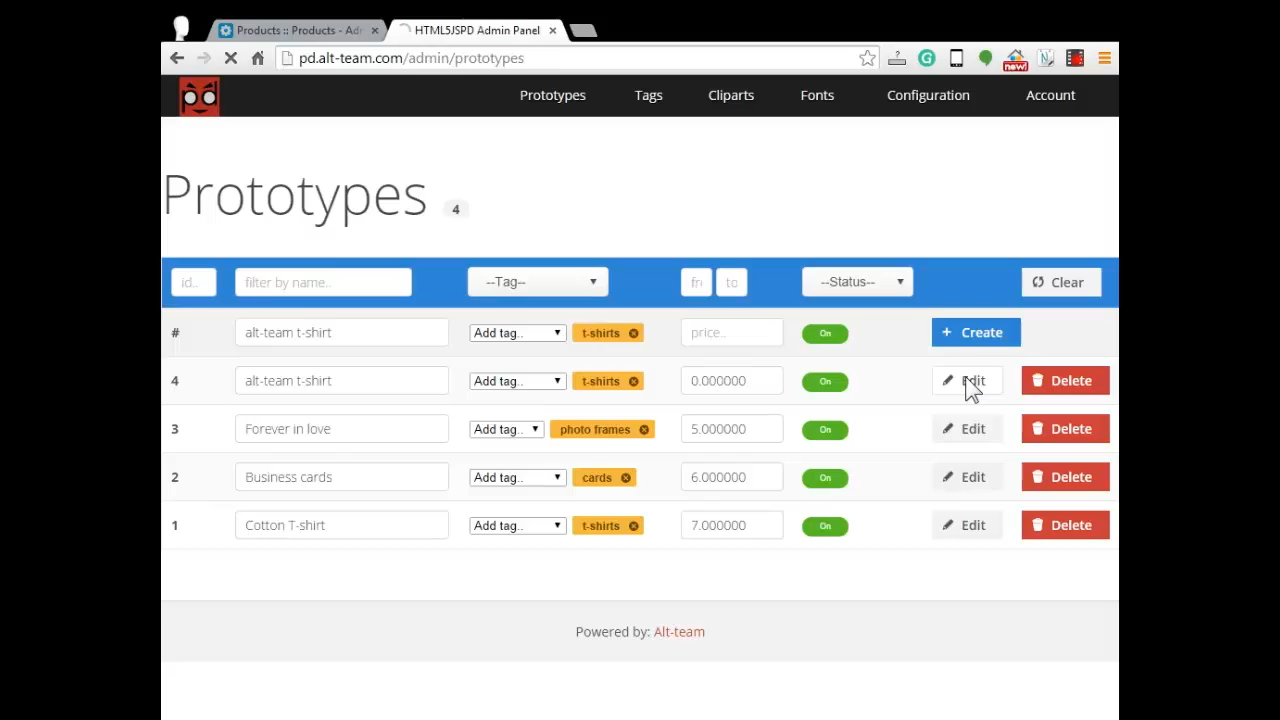 Products :: Products - Ad
HTML5JSPD Admin Panel
pd.alt-team.com/admin/prototypes
now!
Prototypes Tags Cliparts Fonts Configuration Account
Prototypes 4
id.. filter by name.. --Tag-- fr to --Status-- Clear
# alt-team t-shirt Add tag.. t-shirts price.. On + Create
4 alt-team t-shirt Add tag.. t-shirts 0.000000 On Edit Delete
3 Forever in love Add tag.. photo frames 5.000000 On Edit Delete
2 Business cards Add tag.. cards 6.000000 On Edit Delete
1 Cotton T-shirt Add tag.. t-shirts 7.000000 On Edit Delete
Powered by: Alt-team